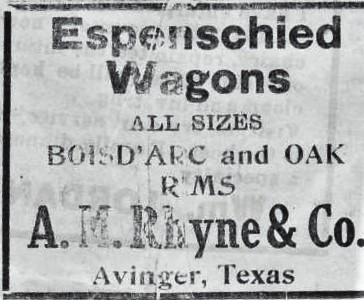 Espenschied
Wagons
ALL SIZES
BOISD'ARC and OAK
RIMS
A. M. Rhyne & Co.
Avinger, Texas